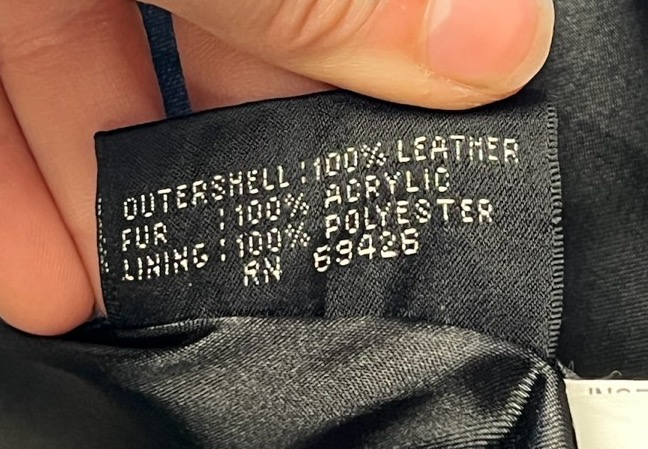 OUTERSHELL:100% LEATHER
FUR :100% ACRYLIC
LINING:100% POLYESTER
RN 69426